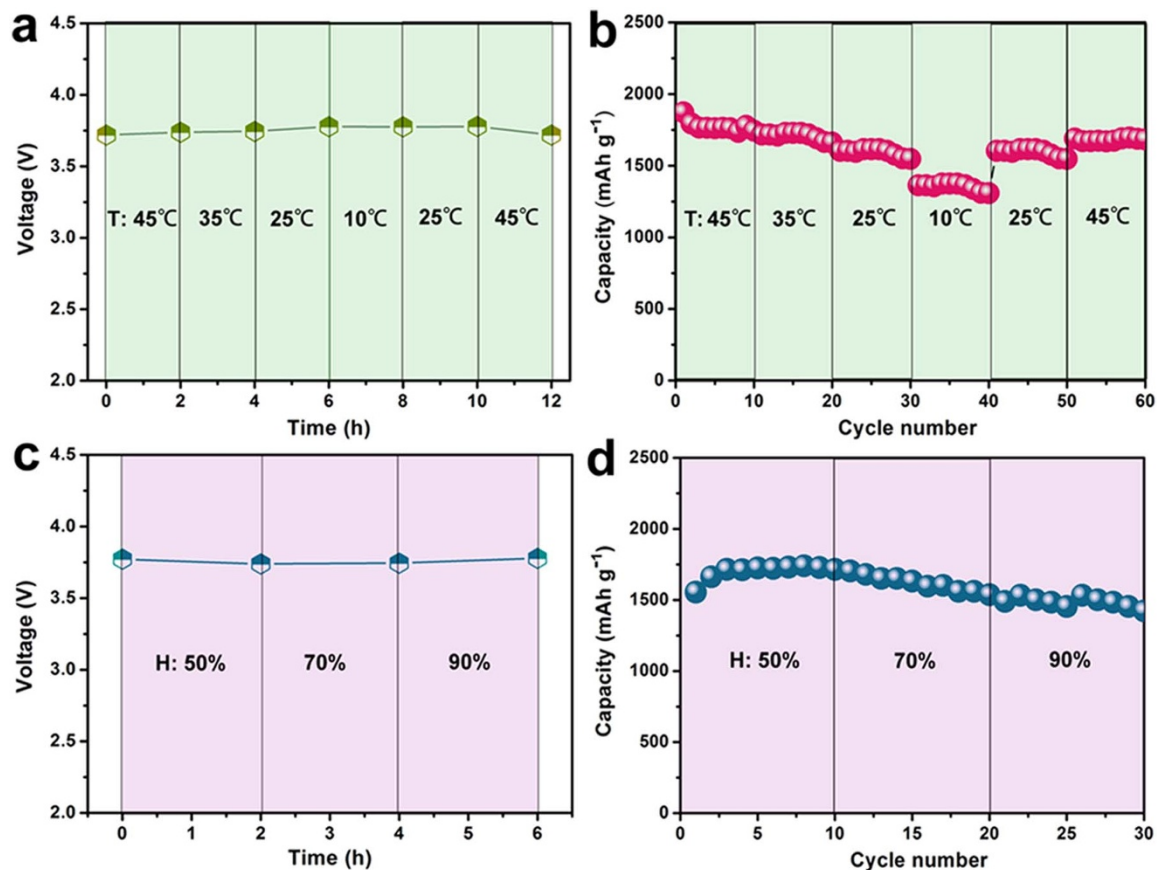 a
4.5
4.0
3.5
3.0
2.5
2.0
Voltage (V)
T: 45℃ 35℃ 25℃ 10℃ 25℃ 45℃
0 2 4 6 8 10 12
Time (h)
b
2500
2000
1500
1000
500
0
Capacity (mAh g⁻¹)
T: 45℃ 35℃ 25℃ 10℃ 25℃ 45℃
0 10 20 30 40 50 60
Cycle number
c
4.5
4.0
3.5
3.0
2.5
2.0
Voltage (V)
H: 50% 70% 90%
0 1 2 3 4 5 6
Time (h)
d
2500
2000
1500
1000
500
0
Capacity (mAh g⁻¹)
H: 50% 70% 90%
0 5 10 15 20 25 30
Cycle number